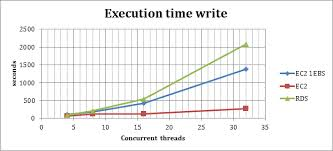 Execution time write
2500
2000
1500
1000
500
0
seconds
0 5 10 15 20 25 30 35
Concurrent threads
EC2 1EBS
EC2
RDS